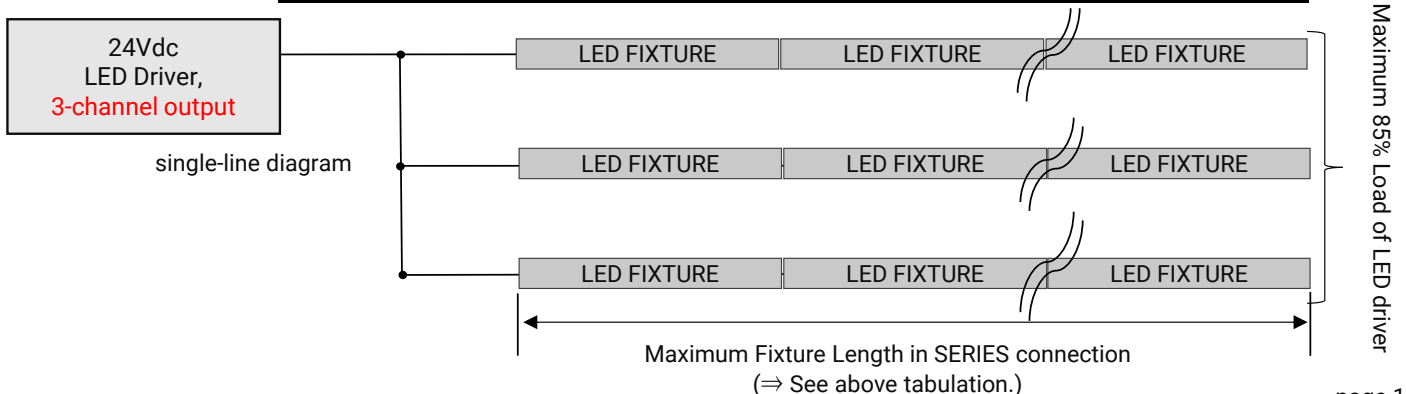 24Vdc
LED Driver,
3-channel output
single-line diagram
LED FIXTURE
LED FIXTURE
LED FIXTURE
LED FIXTURE
LED FIXTURE
LED FIXTURE
LED FIXTURE
LED FIXTURE
LED FIXTURE
Maximum 85% Load of LED driver
Maximum Fixture Length in SERIES connection
(⇒ See above tabulation.)
page 1